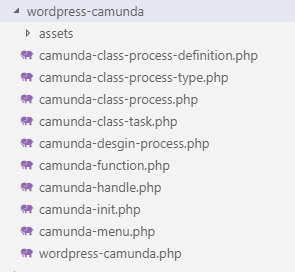 wordpress-camunda
assets
camunda-class-process-definition.php
camunda-class-process-type.php
camunda-class-process.php
camunda-class-task.php
camunda-desgin-process.php
camunda-function.php
camunda-handle.php
camunda-init.php
camunda-menu.php
wordpress-camunda.php